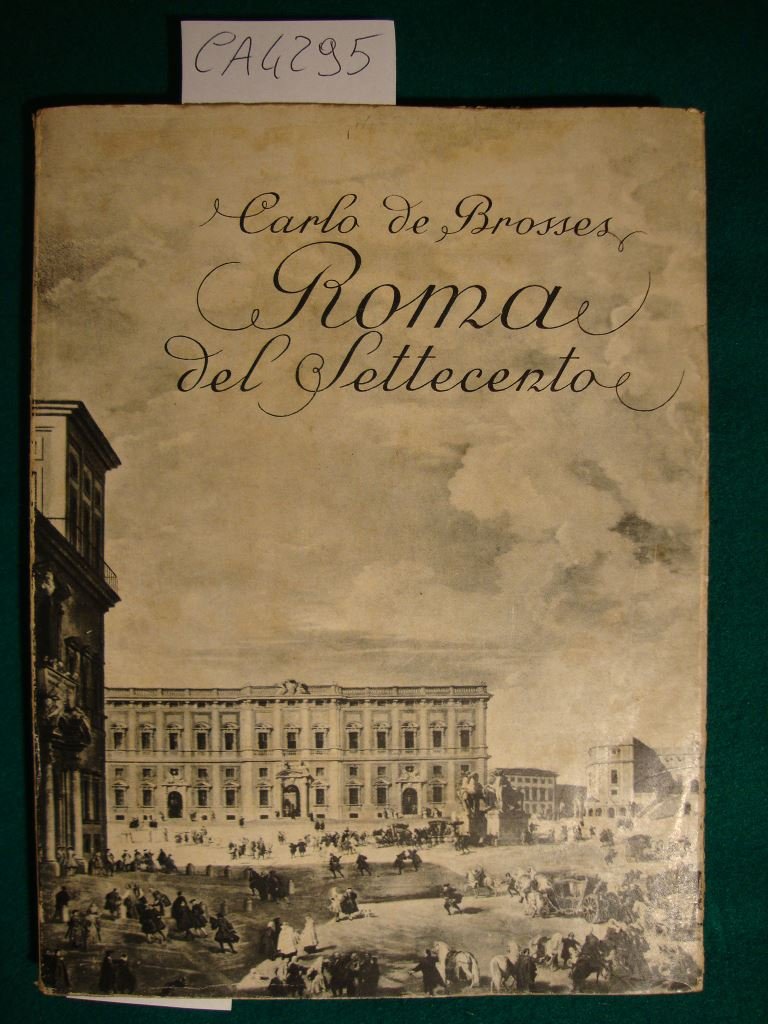 CA4295
Carlo de Brosses
Roma
del Settecento